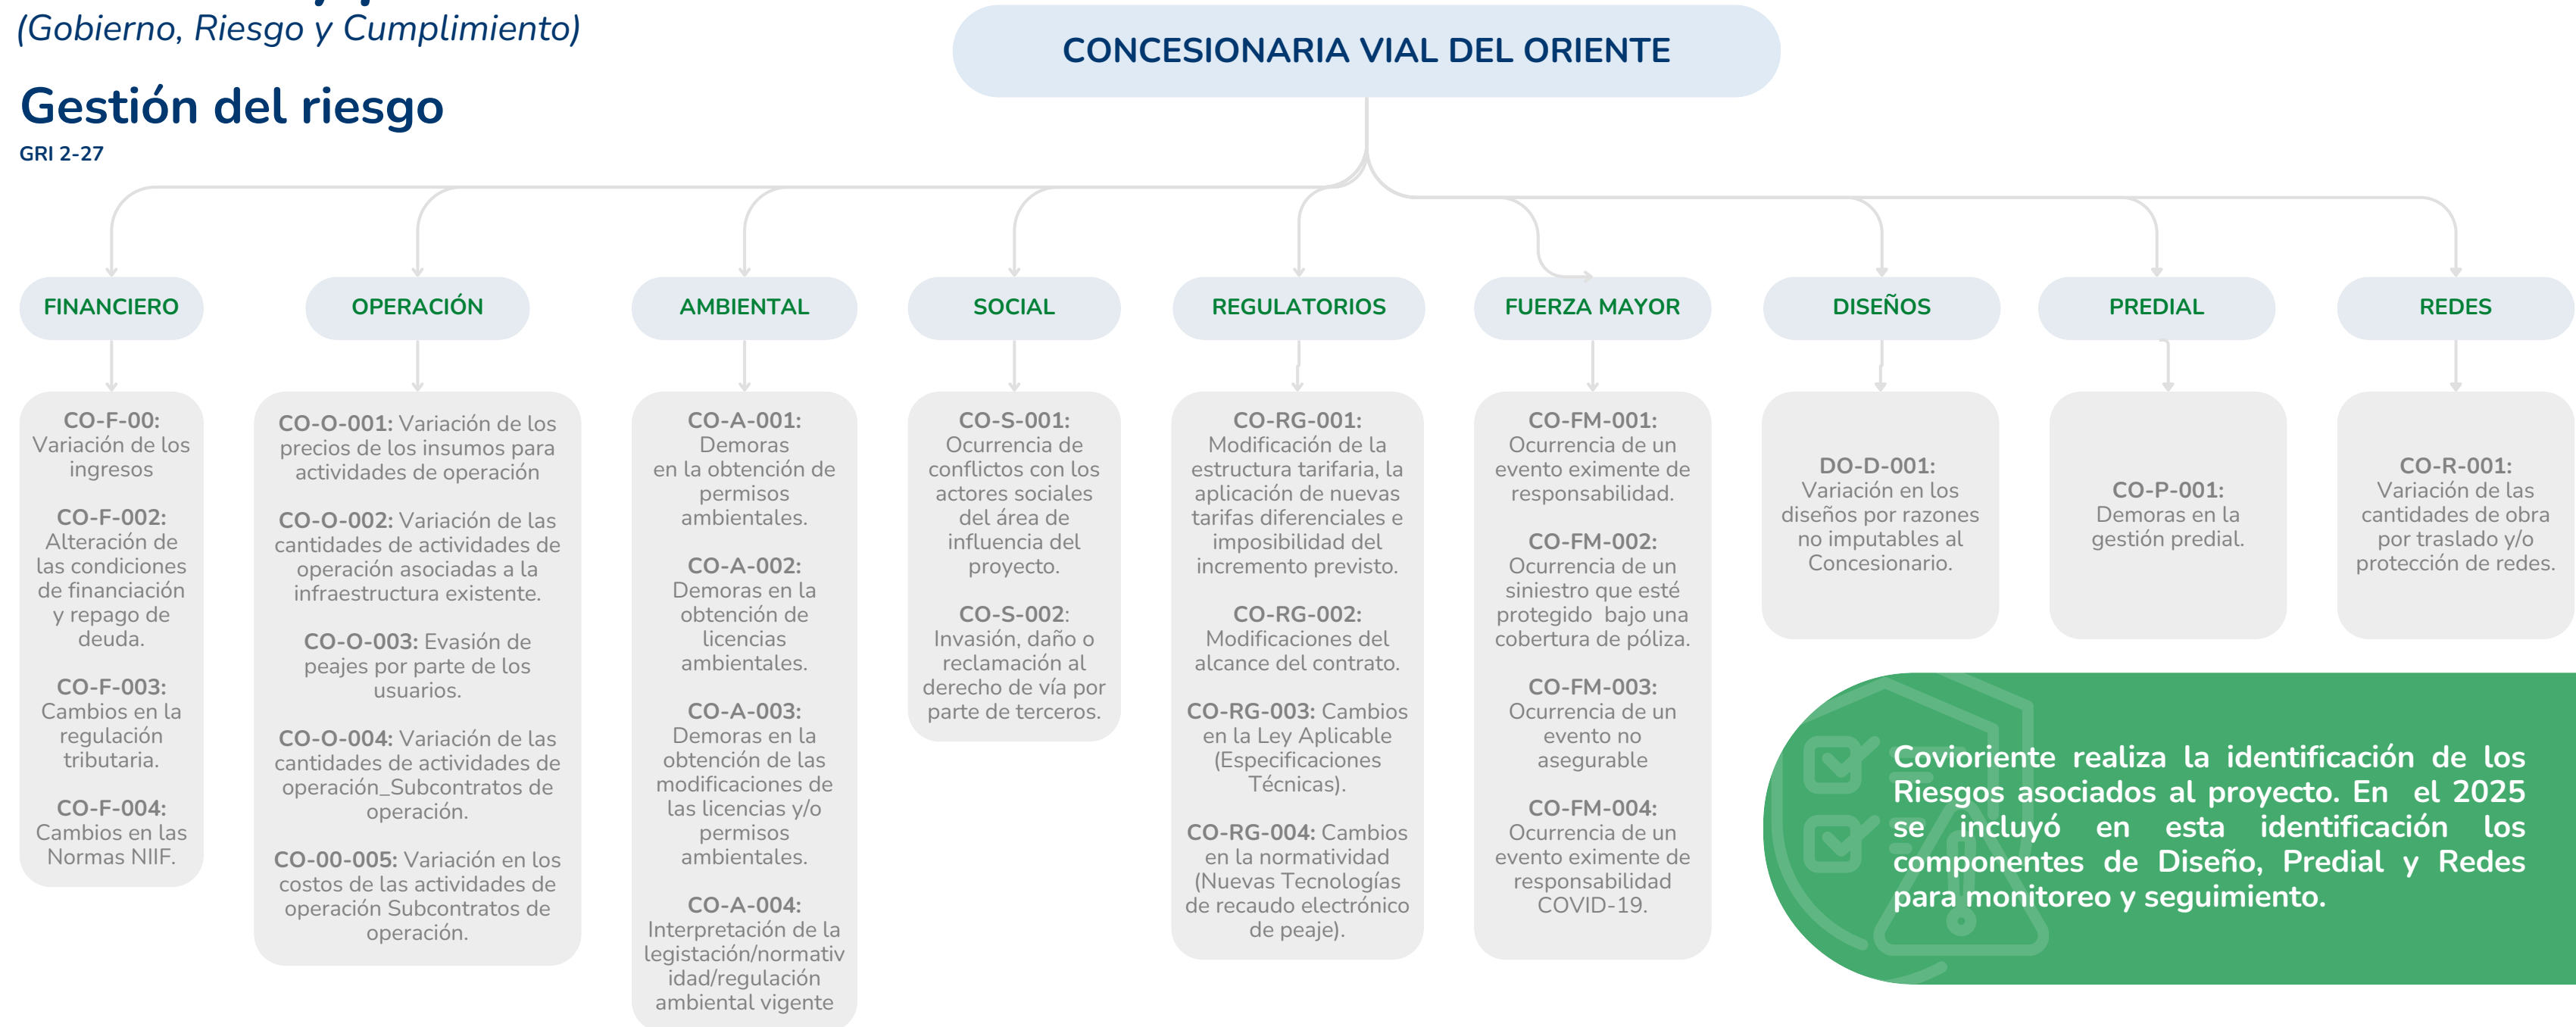 (Gobierno, Riesgo y Cumplimiento)
Gestión del riesgo
GRI 2-27
CONCESIONARIA VIAL DEL ORIENTE
FINANCIERO
CO-F-00:
Variación de los
ingresos
CO-F-002:
Alteración de
las condiciones
de financiación
y repago de
deuda.
CO-F-003:
Cambios en la
regulación
tributaria.
CO-F-004:
Cambios en las
Normas NIIF.
OPERACIÓN
CO-O-001: Variación de los
precios de los insumos para
actividades de operación
CO-O-002: Variación de las
cantidades de actividades de
operación asociadas a la
infraestructura existente.
CO-O-003: Evasión de
peajes por parte de los
usuarios.
CO-O-004: Variación de las
cantidades de actividades de
operación_Subcontratos de
operación.
CO-00-005: Variación en los
costos de las actividades de
operación Subcontratos de
operación.
AMBIENTAL
CO-A-001:
Demoras
en la obtención de
permisos
ambientales.
CO-A-002:
Demoras en la
obtención de
licencias
ambientales.
CO-A-003:
Demoras en la
obtención de las
modificaciones de
las licencias y/o
permisos
ambientales.
CO-A-004:
Interpretación de la
legistación/normativ
idad/regulación
ambiental vigente
SOCIAL
CO-S-001:
Ocurrencia de
conflictos con los
actores sociales
del área de
influencia del
proyecto.
CO-S-002:
Invasión, daño o
reclamación al
derecho de vía por
parte de terceros.
REGULATORIOS
CO-RG-001:
Modificación de la
estructura tarifaria, la
aplicación de nuevas
tarifas diferenciales e
imposibilidad del
incremento previsto.
CO-RG-002:
Modificaciones del
alcance del contrato.
CO-RG-003: Cambios
en la Ley Aplicable
(Especificaciones
Técnicas).
CO-RG-004: Cambios
en la normatividad
(Nuevas Tecnologías
de recaudo electrónico
de peaje).
FUERZA MAYOR
CO-FM-001:
Ocurrencia de un
evento eximente de
responsabilidad.
CO-FM-002:
Ocurrencia de un
siniestro que esté
protegido  bajo una
cobertura de póliza.
CO-FM-003:
Ocurrencia de un
evento no
asegurable
CO-FM-004:
Ocurrencia de un
evento eximente de
responsabilidad
COVID-19.
DISEÑOS
DO-D-001:
Variación en los
diseños por razones
no imputables al
Concesionario.
PREDIAL
CO-P-001:
Demoras en la
gestión predial.
REDES
CO-R-001:
Variación de las
cantidades de obra
por traslado y/o
protección de redes.
Covioriente realiza la identificación de los
Riesgos asociados al proyecto. En  el 2025
se incluyó en esta identificación los
componentes de Diseño, Predial y Redes
para monitoreo y seguimiento.